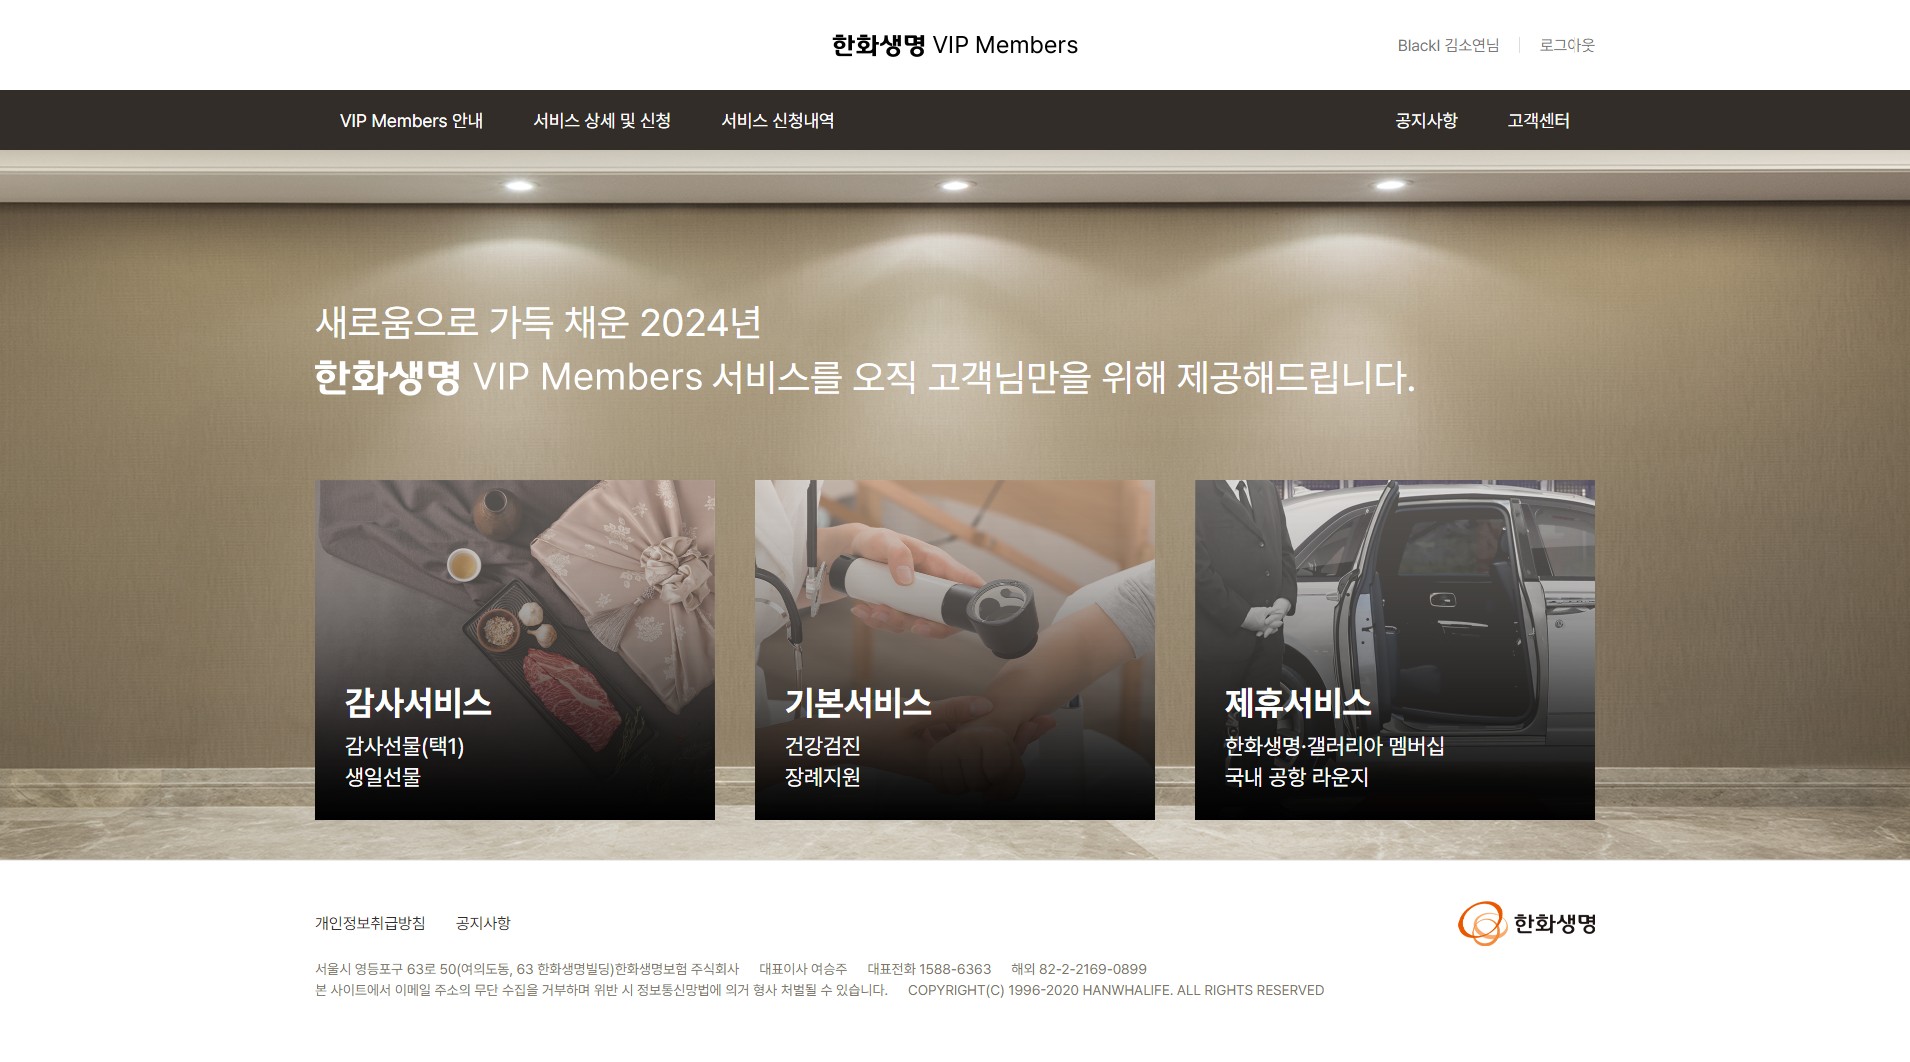 한화생명 VIP Members
Blackl 김소연님
로그아웃
VIP Members 안내
서비스 상세 및 신청
서비스 신청내역
공지사항
고객센터
새로움으로 가득 채운 2024년
한화생명 VIP Members 서비스를 오직 고객님만을 위해 제공해드립니다.
감사서비스
감사선물(택1)
생일선물
기본서비스
건강검진
장례지원
제휴서비스
한화생명·갤러리아 멤버십
국내 공항 라운지
개인정보취급방침
공지사항
한화생명
서울시 영등포구 63로 50(여의도동, 63 한화생명빌딩)한화생명보험 주식회사 대표이사 여승주 대표전화 1588-6363 해외 82-2-2169-0899
본 사이트에서 이메일 주소의 무단 수집을 거부하며 위반 시 정보통신망법에 의거 형사 처벌될 수 있습니다. COPYRIGHT(C) 1996-2020 HANWHALIFE. ALL RIGHTS RESERVED